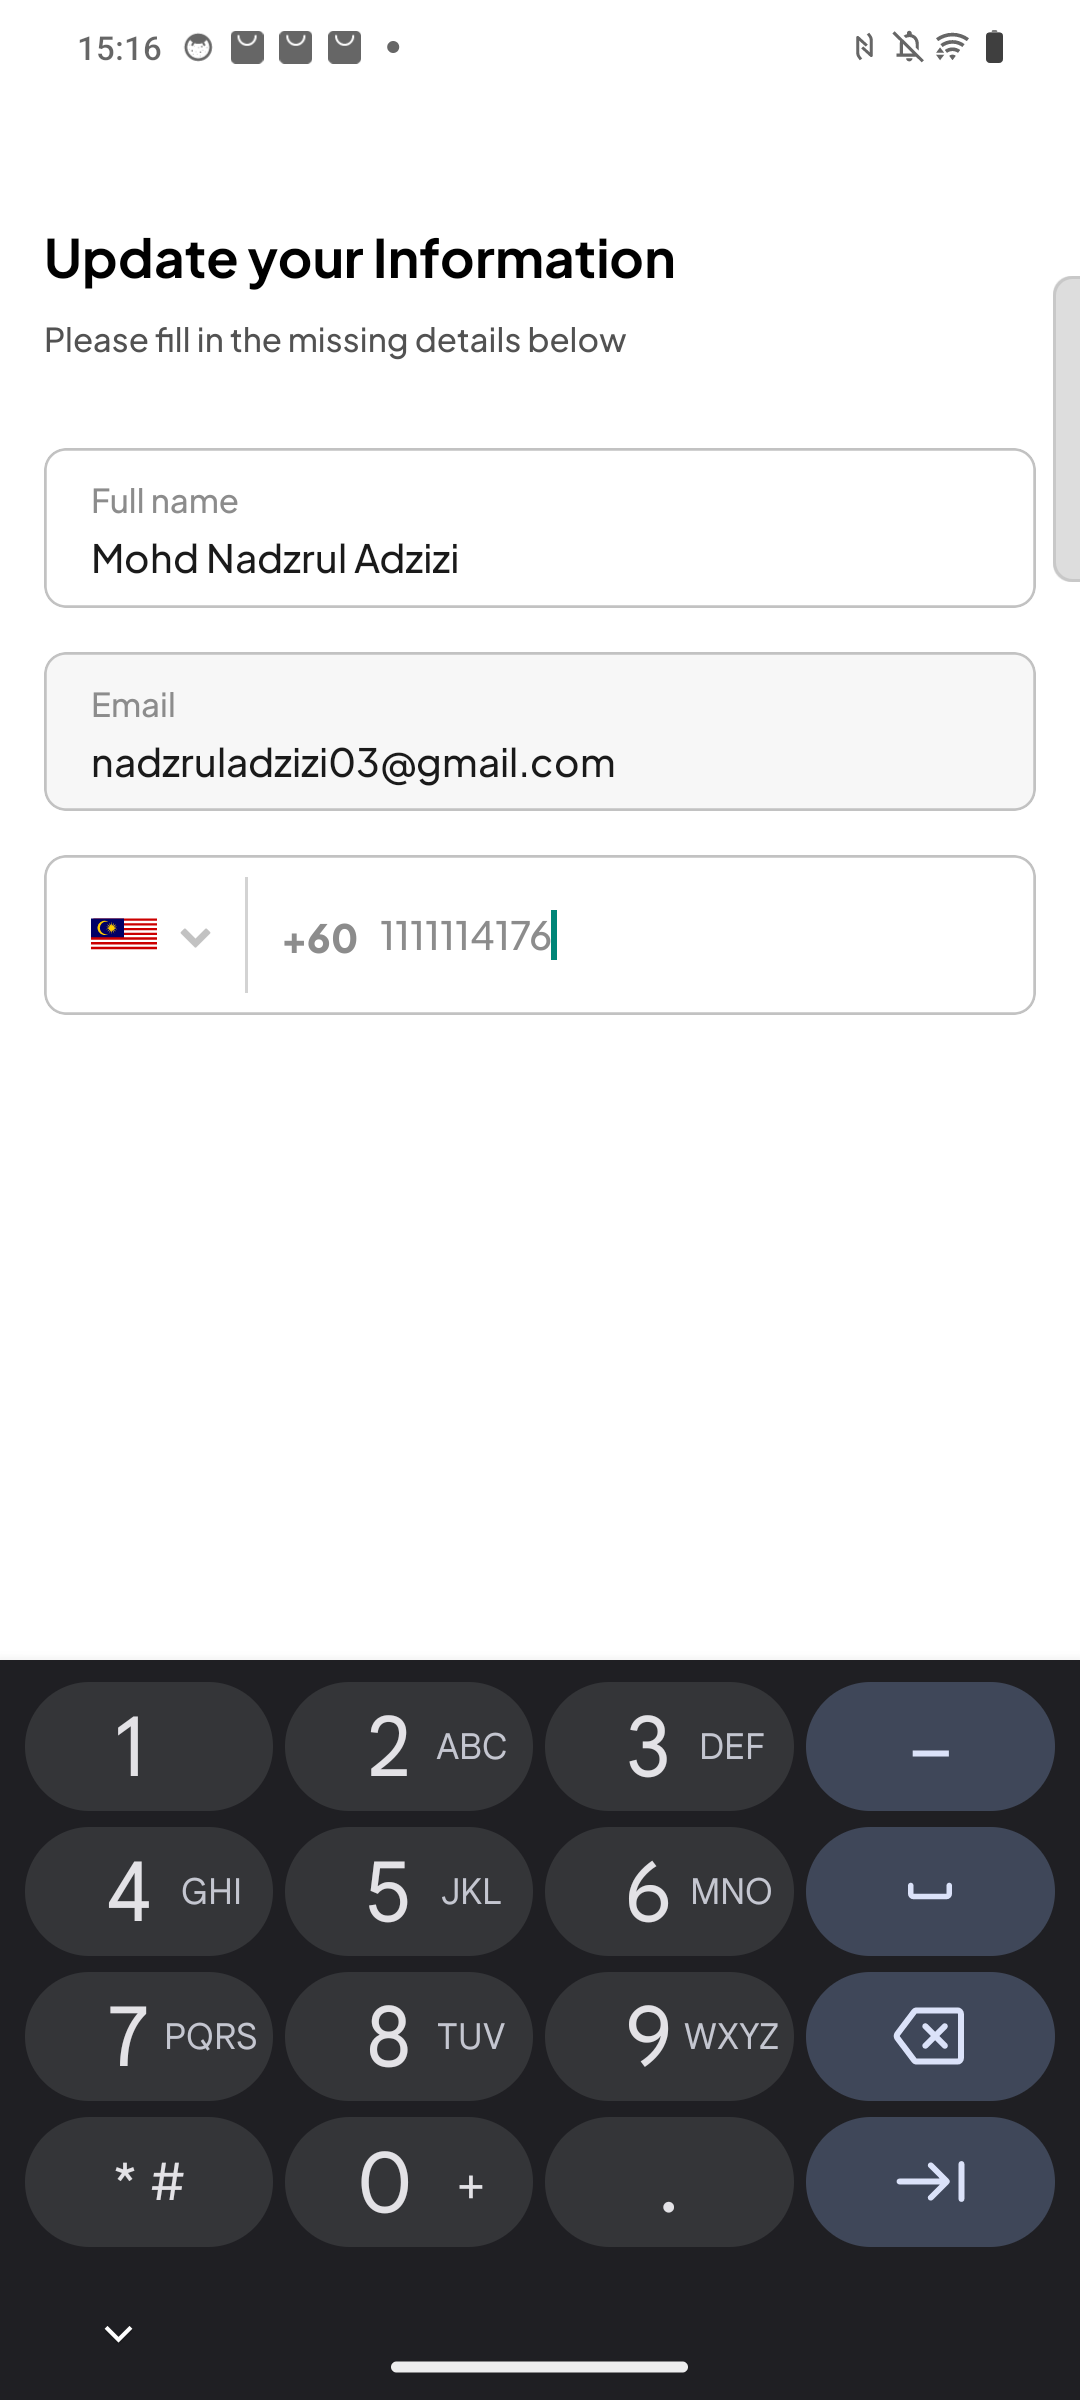 15:16
Update your Information
Please fill in the missing details below
Full name
Mohd Nadzrul Adzizi
Email
nadzruladzizi03@gmail.com
+60 1111114176
1
2 ABC
3 DEF
–
4 GHI
5 JKL
6 MNO
7 PQRS
8 TUV
9 WXYZ
* #
0 +
.